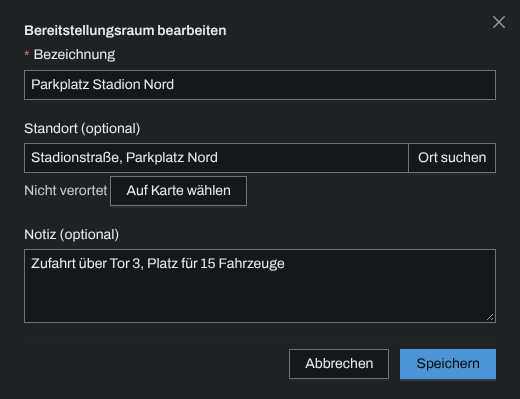 Bereitstellungsraum bearbeiten
* Bezeichnung
Parkplatz Stadion Nord
Standort (optional)
Stadionstraße, Parkplatz Nord Ort suchen
Nicht verortet Auf Karte wählen
Notiz (optional)
Zufahrt über Tor 3, Platz für 15 Fahrzeuge
Abbrechen Speichern